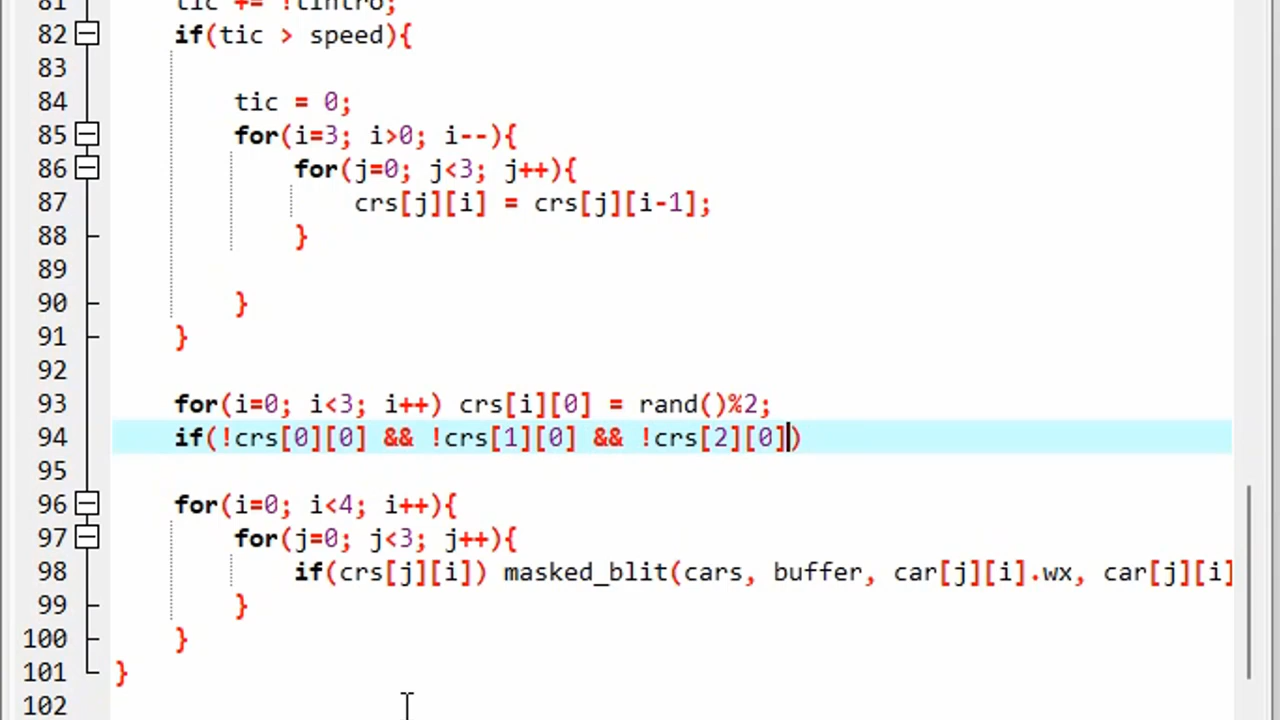 81 tic += !tintro;
82 if(tic > speed){
83
84 tic = 0;
85 for(i=3; i>0; i--){
86 for(j=0; j<3; j++){
87 crs[j][i] = crs[j][i-1];
88 }
89
90 }
91 }
92
93 for(i=0; i<3; i++) crs[i][0] = rand()%2;
94 if(!crs[0][0] && !crs[1][0] && !crs[2][0])
95
96 for(i=0; i<4; i++){
97 for(j=0; j<3; j++){
98 if(crs[j][i]) masked_blit(cars, buffer, car[j][i].wx, car[j][i]
99 }
100 }
101 }
102